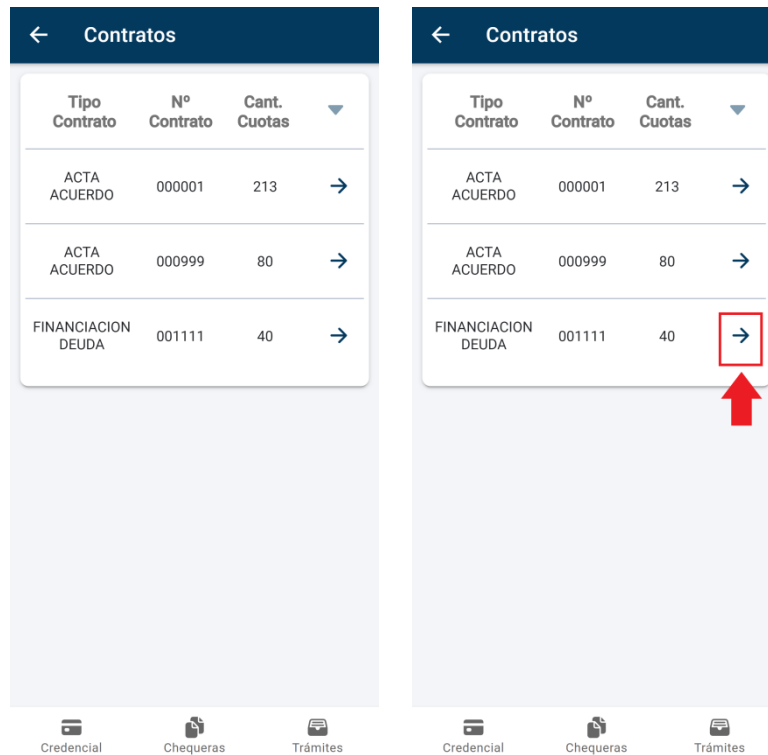 Contratos
Tipo Contrato Nº Contrato Cant. Cuotas
ACTA ACUERDO 000001 213
ACTA ACUERDO 000999 80
FINANCIACION DEUDA 001111 40
Credencial Chequeras Trámites
Contratos
Tipo Contrato Nº Contrato Cant. Cuotas
ACTA ACUERDO 000001 213
ACTA ACUERDO 000999 80
FINANCIACION DEUDA 001111 40
Credencial Chequeras Trámites